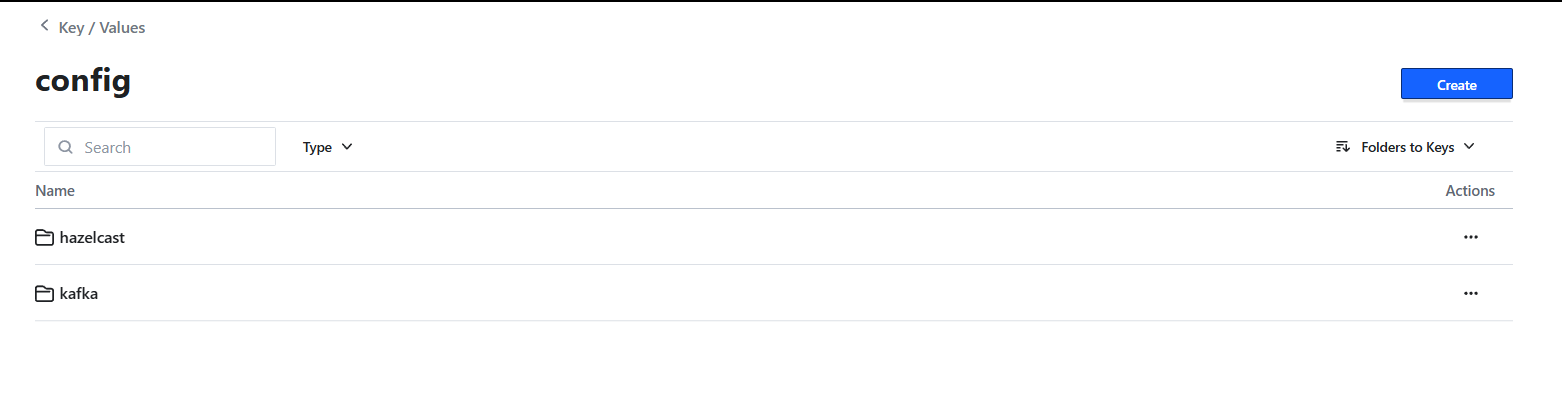 Key / Values
config
Create
Search
Type
Folders to Keys
Name
Actions
hazelcast
kafka